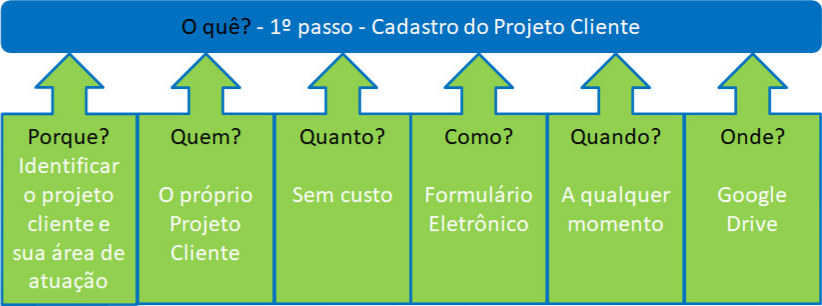 O quê? - 1º passo - Cadastro do Projeto Cliente
Porque?
Identificar
o projeto
cliente e
sua área de
atuação
Quem?
O próprio
Projeto
Cliente
Quanto?
Sem custo
Como?
Formulário
Eletrônico
Quando?
A qualquer
momento
Onde?
Google
Drive